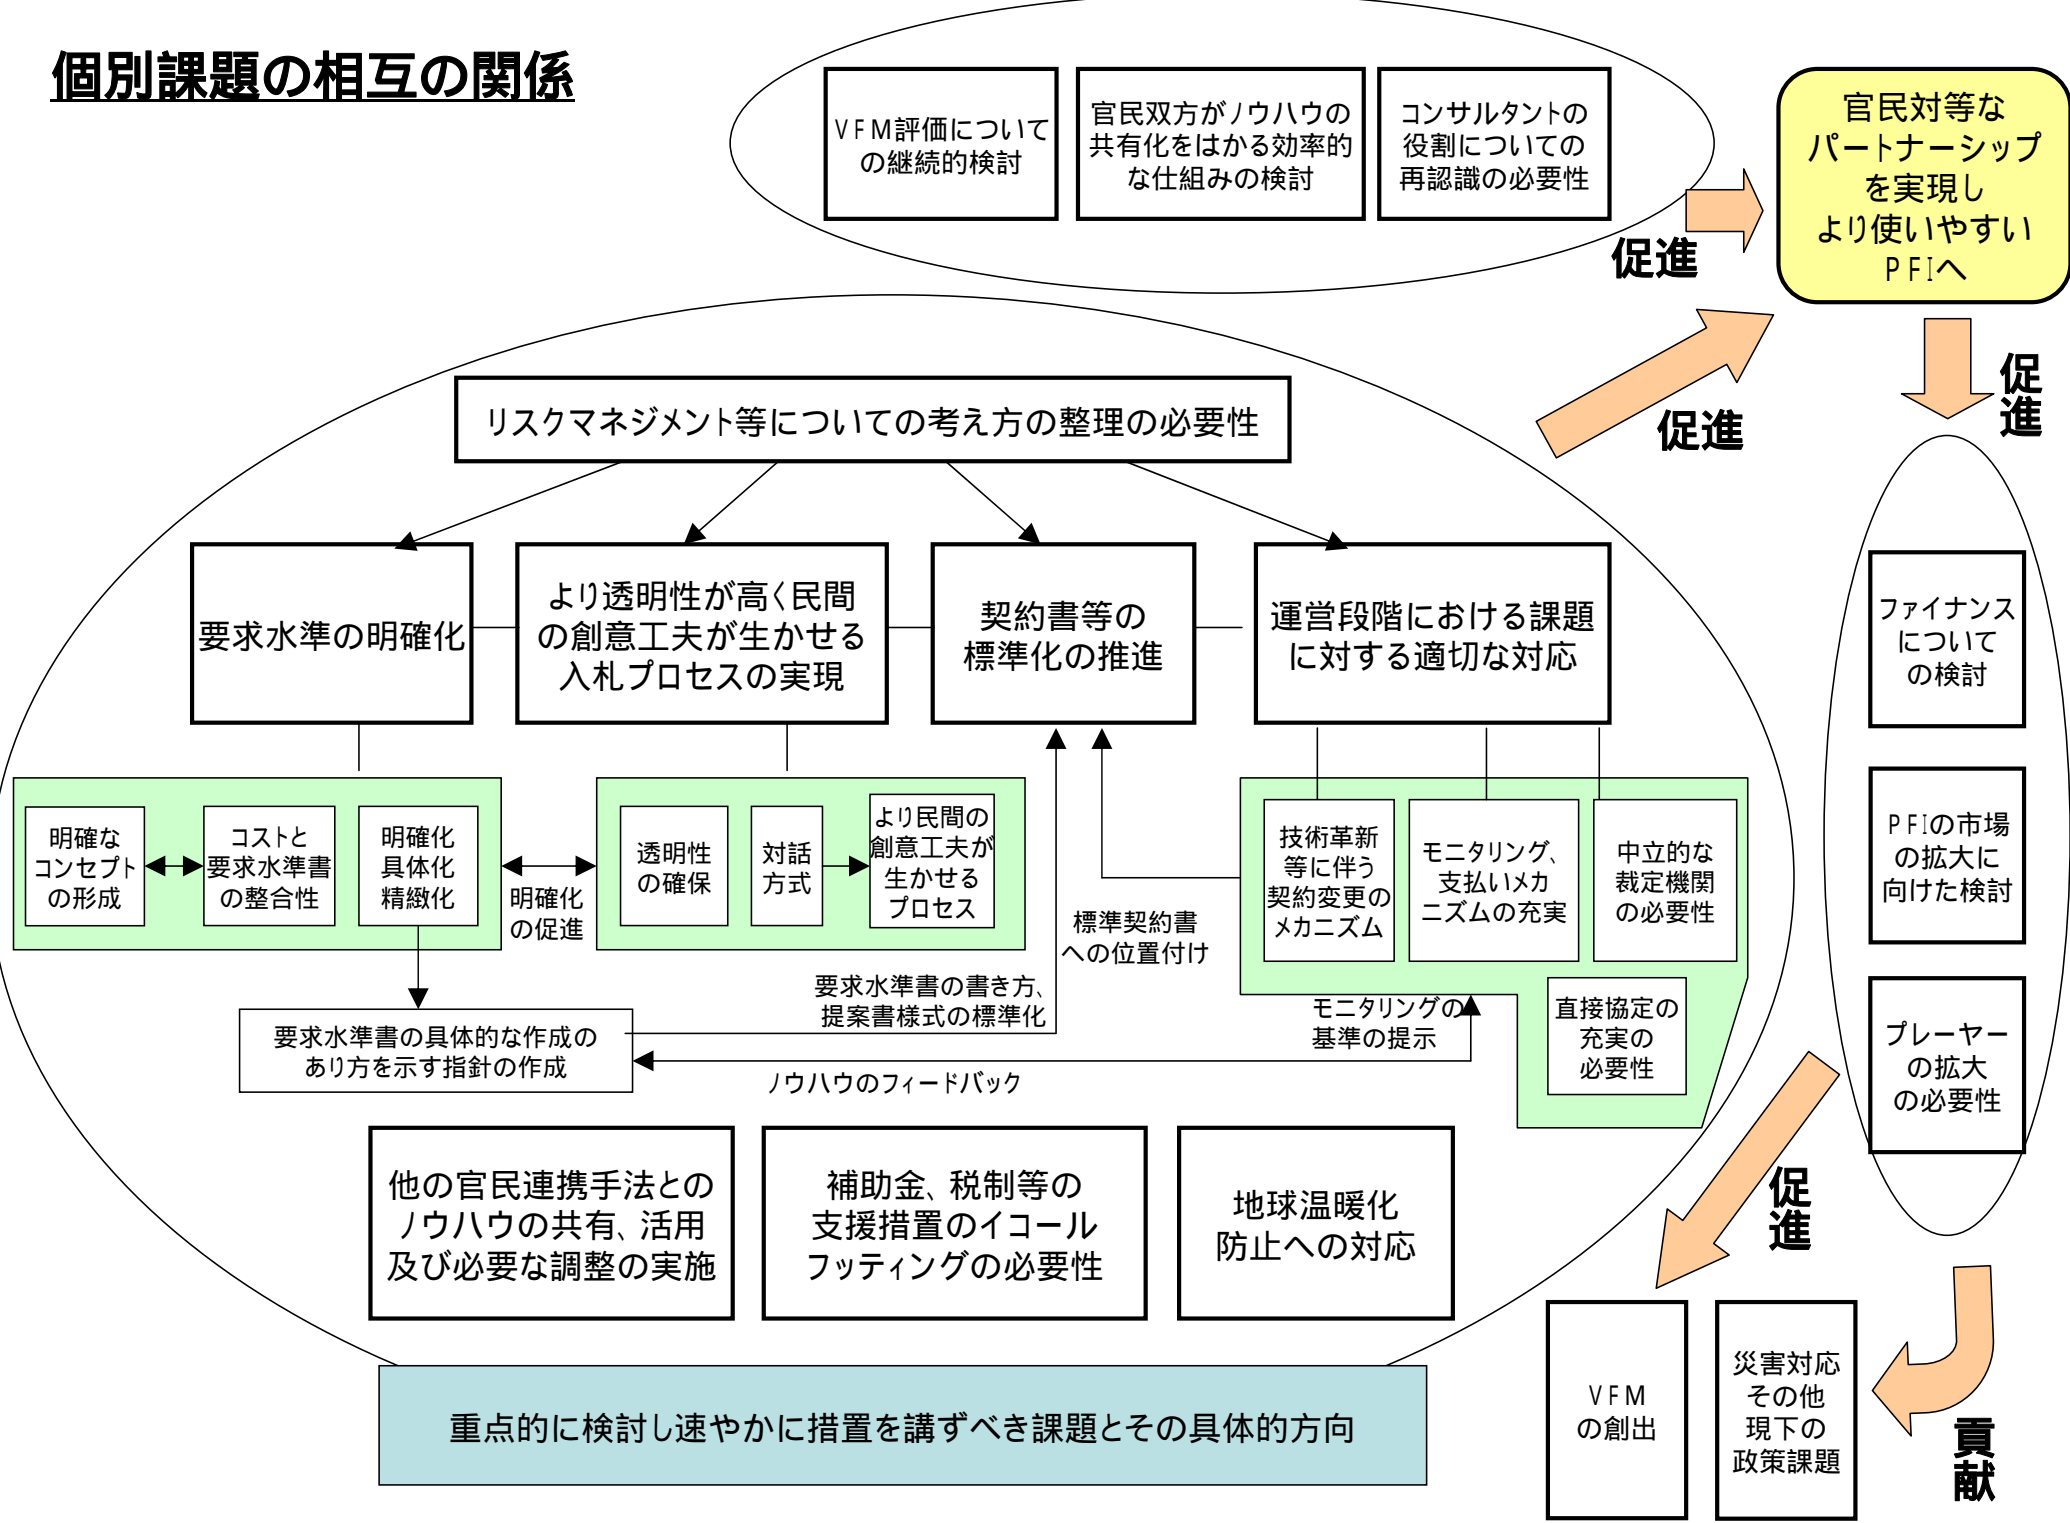 個別課題の相互の関係
VFM評価について
の継続的検討
官民双方がノウハウの
共有化をはかる効率的
な仕組みの検討
コンサルタントの
役割についての
再認識の必要性
促進
官民対等な
パートナーシップ
を実現し
より使いやすい
PFIへ
促進
促進
リスクマネジメント等についての考え方の整理の必要性
要求水準の明確化
より透明性が高く民間
の創意工夫が生かせる
入札プロセスの実現
契約書等の
標準化の推進
運営段階における課題
に対する適切な対応
明確な
コンセプト
の形成
コストと
要求水準書
の整合性
明確化
具体化
精緻化
明確化
の促進
透明性
の確保
対話
方式
より民間の
創意工夫が
生かせる
プロセス
標準契約書
への位置付け
技術革新
等に伴う
契約変更の
メカニズム
モニタリング、
支払いメカ
ニズムの充実
中立的な
裁定機関
の必要性
直接協定の
充実の
必要性
要求水準書の書き方、
提案書様式の標準化
モニタリングの
基準の提示
要求水準書の具体的な作成の
あり方を示す指針の作成
ノウハウのフィードバック
他の官民連携手法との
ノウハウの共有、活用
及び必要な調整の実施
補助金、税制等の
支援措置のイコール
フッティングの必要性
地球温暖化
防止への対応
重点的に検討し速やかに措置を講ずべき課題とその具体的方向
ファイナンス
について
の検討
PFIの市場
の拡大に
向けた検討
プレーヤー
の拡大
の必要性
促進
VFM
の創出
災害対応
その他
現下の
政策課題
貢献